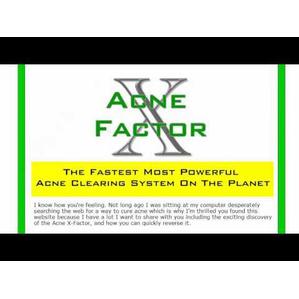 ACNE
X
FACTOR
THE FASTEST MOST POWERFUL
ACNE CLEARING SYSTEM ON THE PLANET
I know how you're feeling. Not long ago I was sitting at my computer desperately
searching the web for a way to cure acne which is why I'm thrilled you found this
website because I have a lot I want to share with you including the exciting discovery
of the Acne X-Factor, and how you can quickly reverse it.